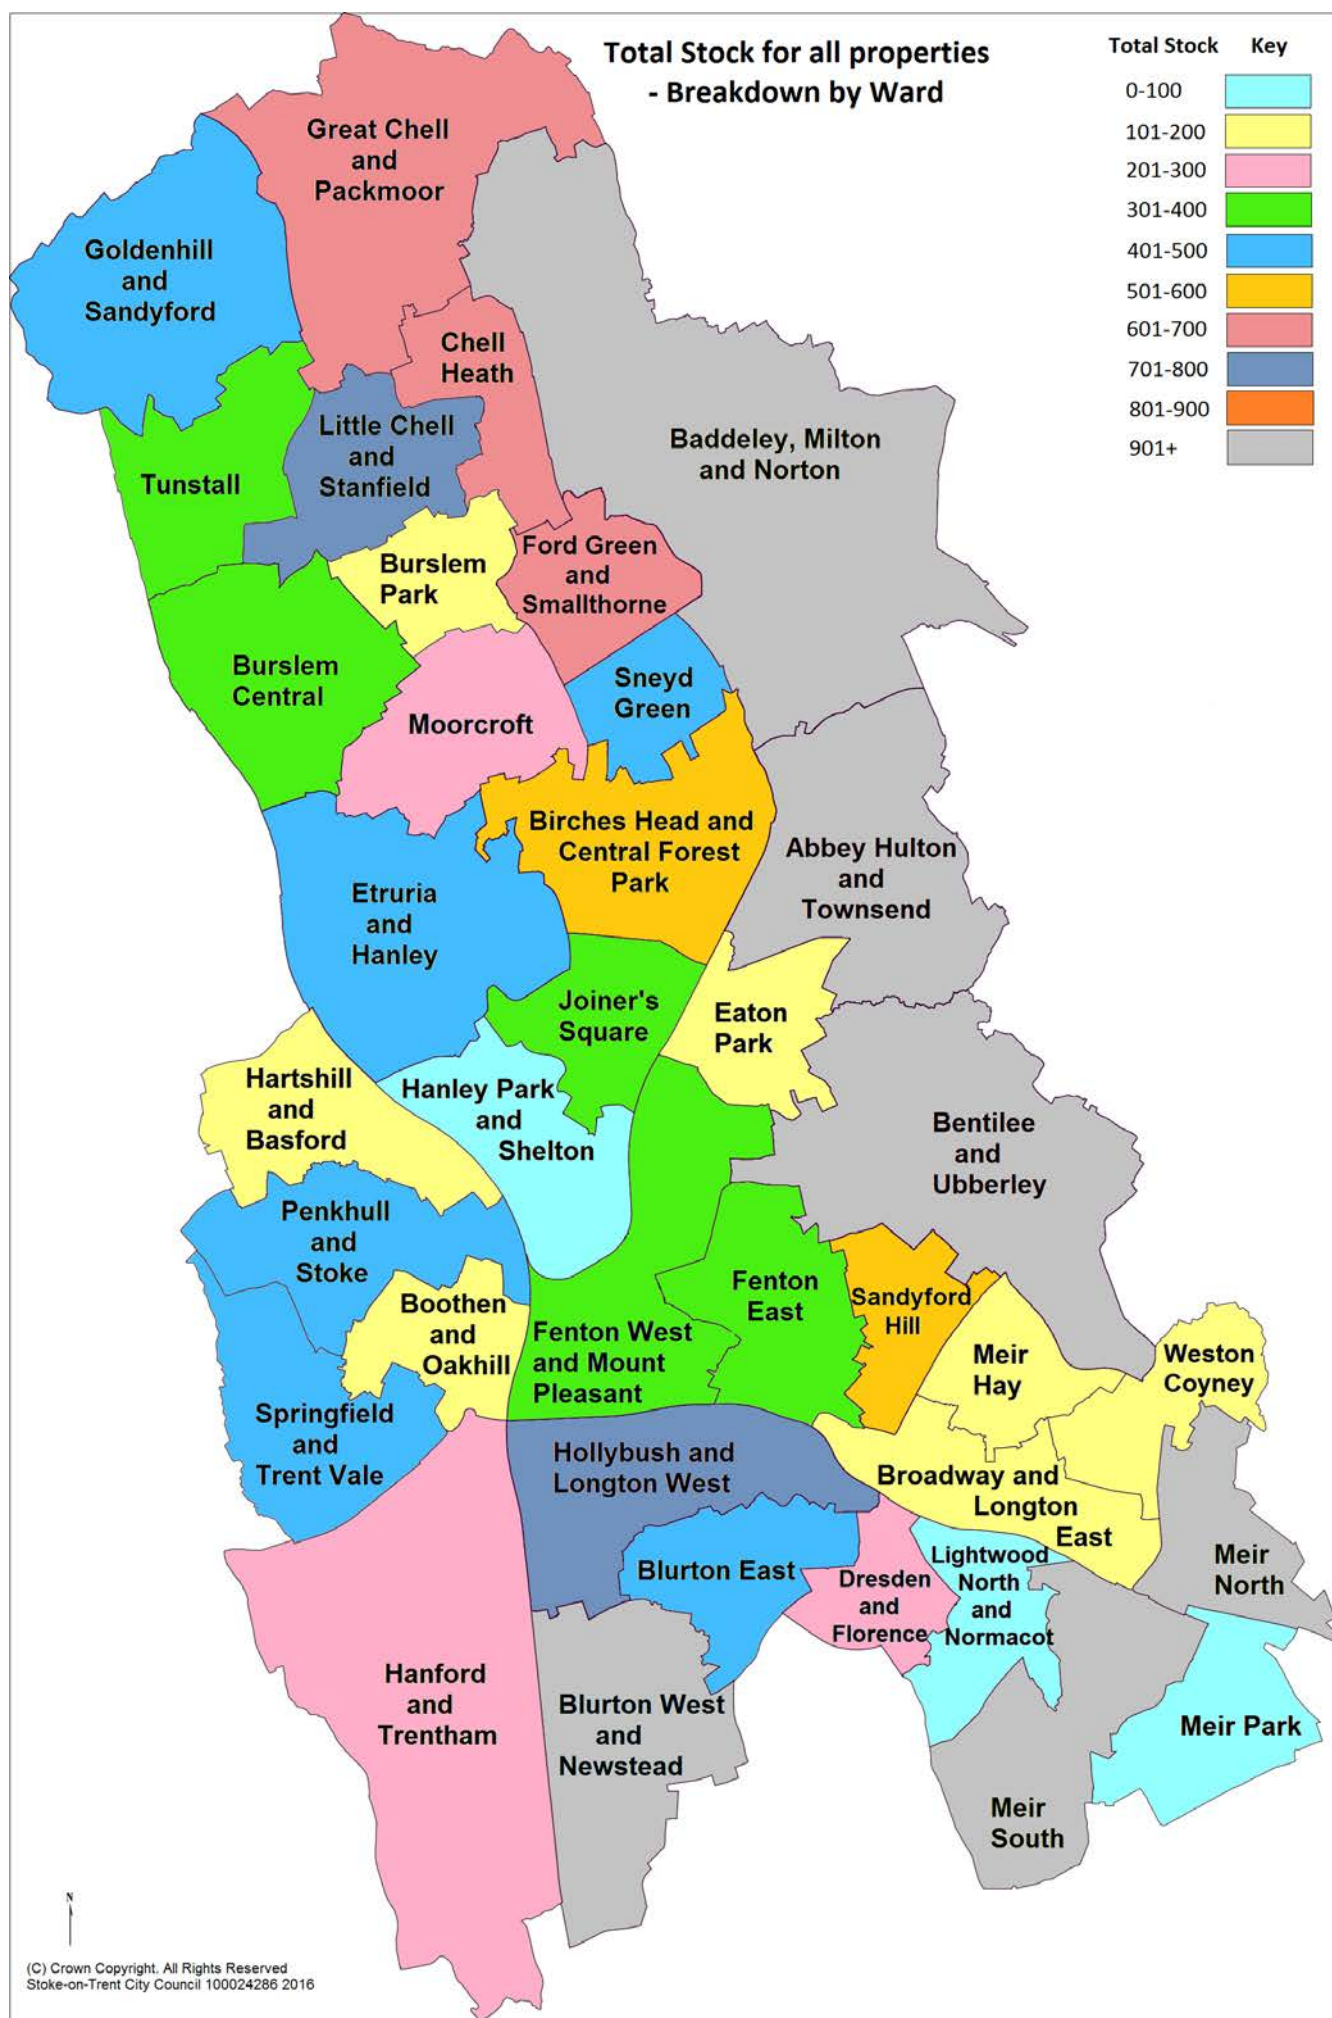 Total Stock for all properties
- Breakdown by Ward
Total Stock Key
0-100
101-200
201-300
301-400
401-500
501-600
601-700
701-800
801-900
901+
Great Chell
and
Packmoor
Goldenhill
and
Sandyford
Chell
Heath
Little Chell
and
Stanfield
Baddeley, Milton
and Norton
Tunstall
Burslem
Park
Ford Green
and
Smallthorne
Burslem
Central
Sneyd
Green
Moorcroft
Birches Head and
Central Forest
Park
Abbey Hulton
and
Townsend
Etruria
and
Hanley
Joiner's
Square
Eaton
Park
Hartshill
and
Basford
Hanley Park
and
Shelton
Bentilee
and
Ubberley
Penkhull
and
Stoke
Fenton
East
Sandyford
Hill
Boothen
and
Oakhill
Fenton West
and Mount
Pleasant
Meir
Hay
Weston
Coyney
Springfield
and
Trent Vale
Hollybush and
Longton West
Broadway and
Longton
East
Blurton East
Dresden
and
Florence
Lightwood
North
and
Normacot
Meir
North
Hanford
and
Trentham
Blurton West
and
Newstead
Meir Park
Meir
South
N
(C) Crown Copyright. All Rights Reserved
Stoke-on-Trent City Council 100024286 2016